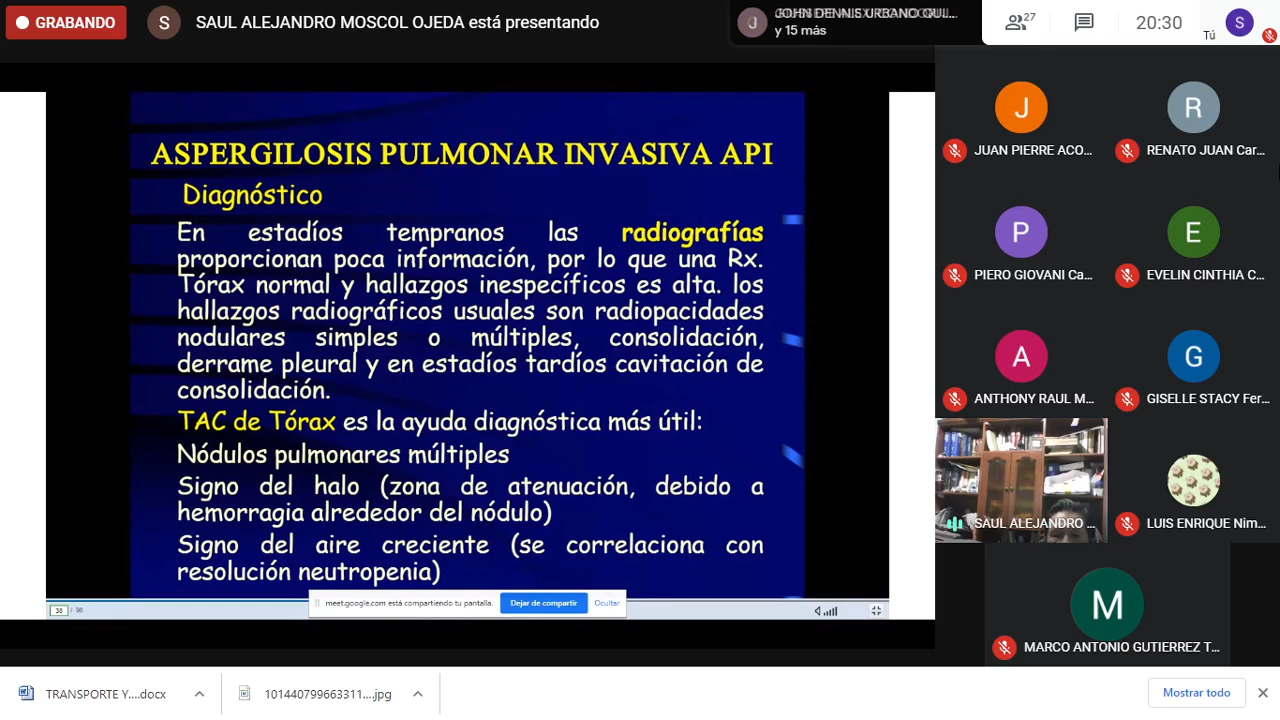 GRABANDO
S
SAUL ALEJANDRO MOSCOL OJEDA está presentando
J
y 15 más
27
20:30
Tú
S
ASPERGILOSIS PULMONAR INVASIVA API
Diagnóstico
En estadíos tempranos las radiografías
proporcionan poca información, por lo que una Rx.
Tórax normal y hallazgos inespecíficos es alta. los
hallazgos radiográficos usuales son radiopacidades
nodulares simples o múltiples, consolidación,
derrame pleural y en estadíos tardíos cavitación de
consolidación.
TAC de Tórax es la ayuda diagnóstica más útil:
Nódulos pulmonares múltiples
Signo del halo (zona de atenuación, debido a
hemorragia alrededor del nódulo)
Signo del aire creciente (se correlaciona con
resolución neutropenia)
38 /
meet.google.com está compartiendo tu pantalla.
Dejar de compartir
Ocultar
J
JUAN PIERRE ACO...
R
RENATO JUAN Car...
P
PIERO GIOVANI Ca...
E
EVELIN CINTHIA C...
A
ANTHONY RAUL M...
G
GISELLE STACY Fer...
SAUL ALEJANDRO ...
LUIS ENRIQUE Nim...
M
MARCO ANTONIO GUTIERREZ T...
TRANSPORTE Y....docx
101440799663311....jpg
Mostrar todo